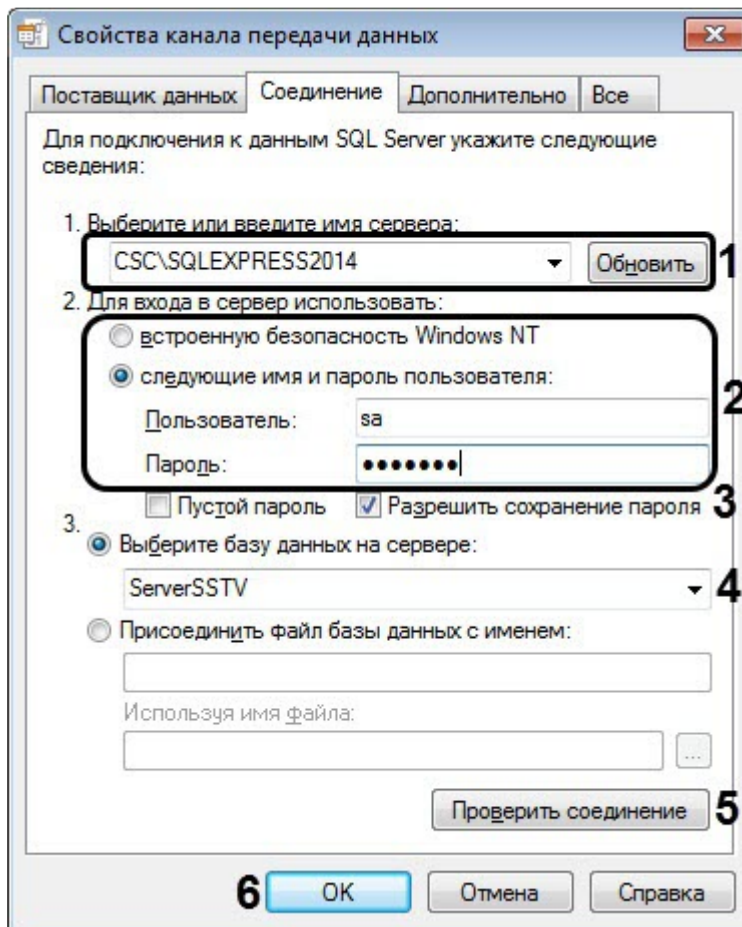 Свойства канала передачи данных
Поставщик данных Соединение Дополнительно Все
Для подключения к данным SQL Server укажите следующие
сведения:
1. Выберите или введите имя сервера:
CSC\SQLEXPRESS2014 Обновить 1
2. Для входа в сервер использовать:
встроенную безопасность Windows NT
следующие имя и пароль пользователя:
2
Пользователь: sa
Пароль: •••••••
Пустой пароль Разрешить сохранение пароля 3
3. Выберите базу данных на сервере:
ServerSSTV 4
Присоединить файл базы данных с именем:
Используя имя файла:
...
Проверить соединение 5
6 OK Отмена Справка